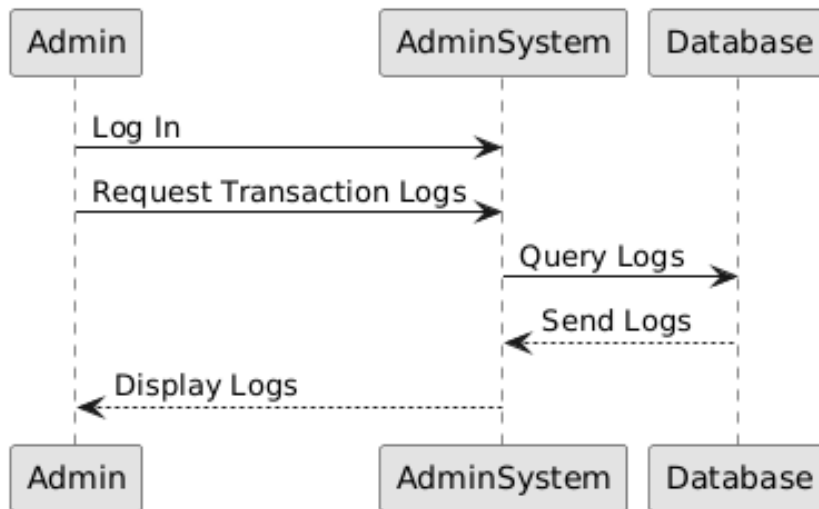 Admin AdminSystem Database
Log In
Request Transaction Logs
Query Logs
Send Logs
Display Logs
Admin AdminSystem Database